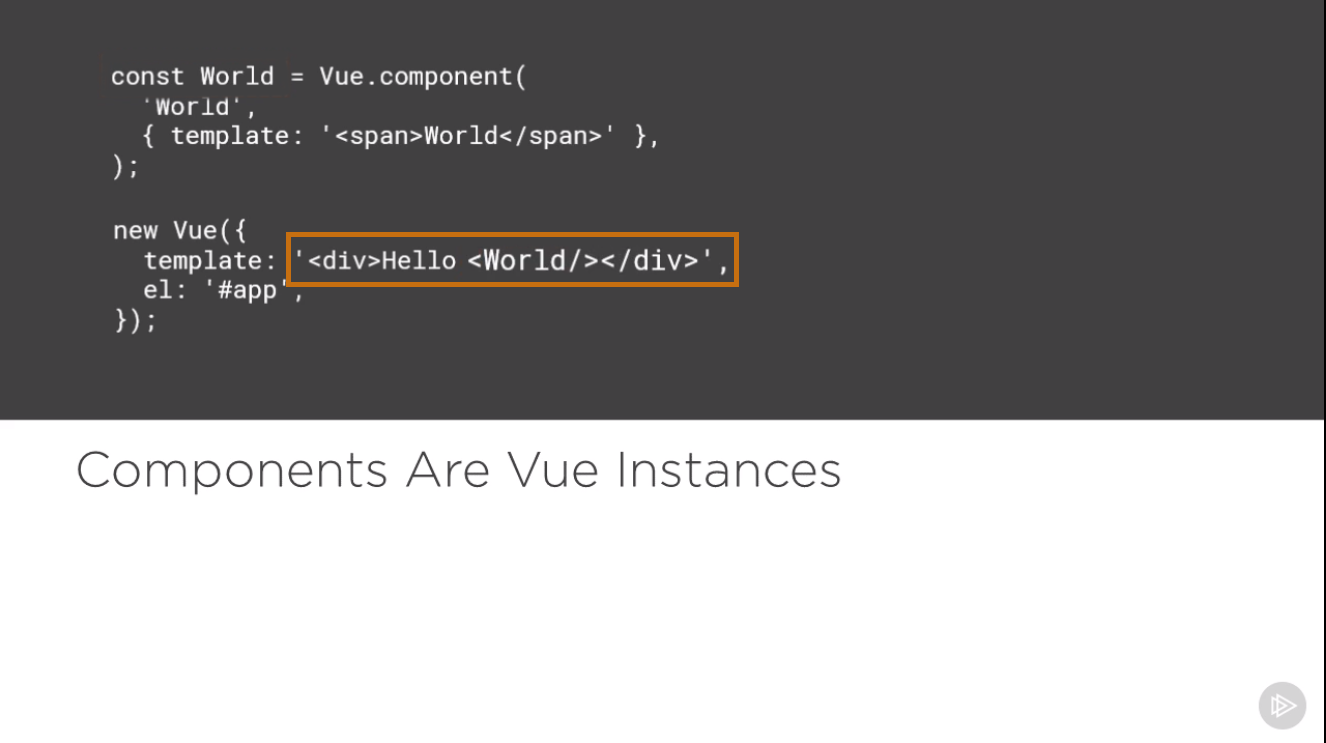 const World = Vue.component(
  'World',
  { template: '<span>World</span>' },
);

new Vue({
  template: '<div>Hello <World/></div>',
  el: '#app',
});
Components Are Vue Instances